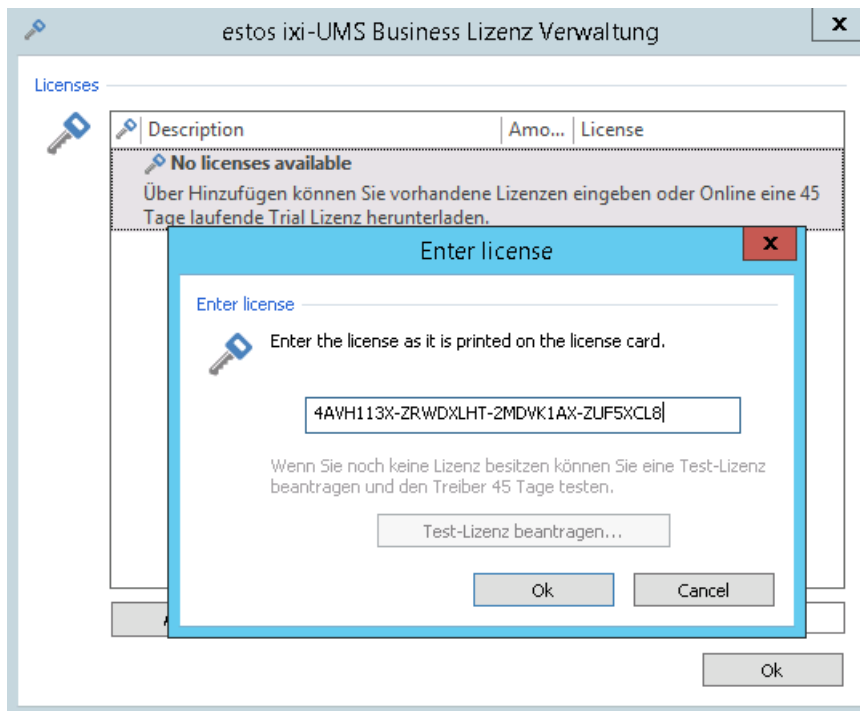 estos ixi-UMS Business Lizenz Verwaltung
x
Licenses
Description Amo... License
No licenses available
Über Hinzufügen können Sie vorhandene Lizenzen eingeben oder Online eine 45
Tage laufende Trial Lizenz herunterladen.
Enter license
x
Enter license
Enter the license as it is printed on the license card.
4AVH113X-ZRWDXLHT-2MDVK1AX-ZUF5XCL8
Wenn Sie noch keine Lizenz besitzen können Sie eine Test-Lizenz
beantragen und den Treiber 45 Tage testen.
Test-Lizenz beantragen...
Ok Cancel
Ok